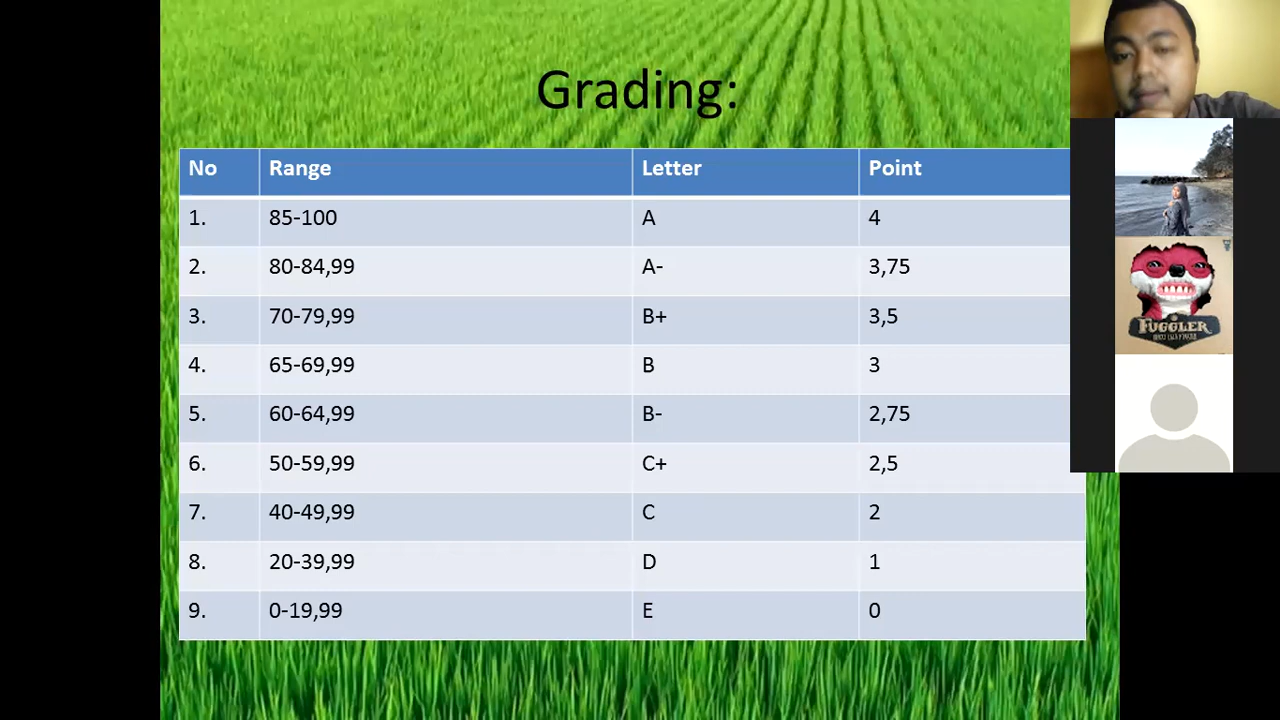 Grading:
No Range Letter Point
1. 85-100 A 4
2. 80-84,99 A- 3,75
3. 70-79,99 B+ 3,5
4. 65-69,99 B 3
5. 60-64,99 B- 2,75
6. 50-59,99 C+ 2,5
7. 40-49,99 C 2
8. 20-39,99 D 1
9. 0-19,99 E 0
FUGGLER